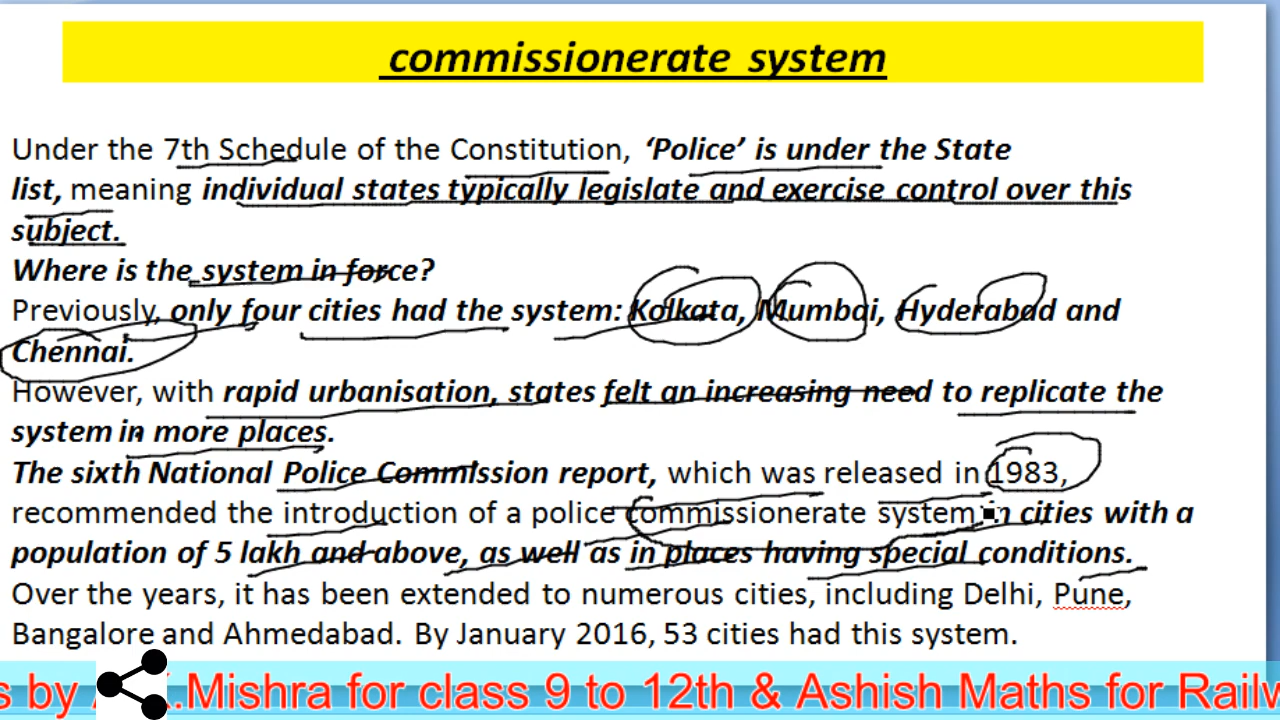 commissionerate system
Under the 7th Schedule of the Constitution, ‘Police’ is under the State
list, meaning individual states typically legislate and exercise control over this
subject.
Where is the system in force?
Previously, only four cities had the system: Kolkata, Mumbai, Hyderabad and
Chennai.
However, with rapid urbanisation, states felt an increasing need to replicate the
system in more places.
The sixth National Police Commission report, which was released in 1983,
recommended the introduction of a police commissionerate system in cities with a
population of 5 lakh and above, as well as in places having special conditions.
Over the years, it has been extended to numerous cities, including Delhi, Pune,
Bangalore and Ahmedabad. By January 2016, 53 cities had this system.
s by .Mishra for class 9 to 12th & Ashish Maths for Railw